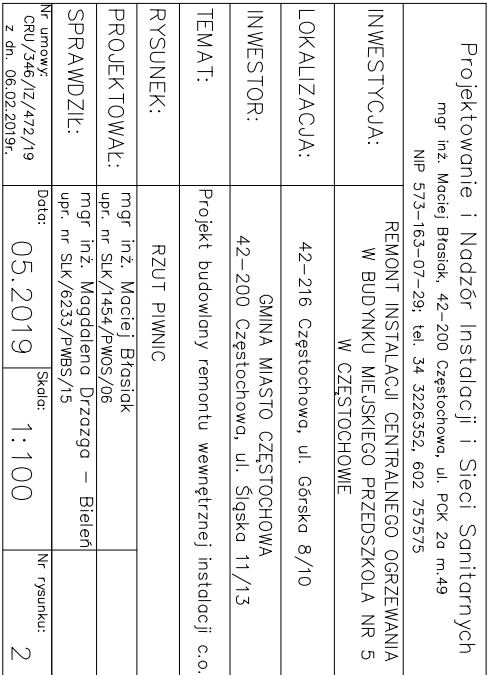 Projektowanie i Nadzór Instalacji i Sieci Sanitarnych
mgr inż. Maciej Błasiak, 42-200 Częstochowa, ul. PCK 2a m.49
NIP 573-163-07-29; tel. 34 3226352, 602 757575
INWESTYCJA:
REMONT INSTALACJI CENTRALNEGO OGRZEWANIA
W BUDYNKU MIEJSKIEGO PRZEDSZKOLA NR 5
W CZĘSTOCHOWIE
LOKALIZACJA:
42-216 Częstochowa, ul. Górska 8/10
INWESTOR:
GMINA MIASTO CZĘSTOCHOWA
42-200 Częstochowa, ul. Śląska 11/13
TEMAT:
Projekt budowlany remontu wewnętrznej instalacji c.o.
RYSUNEK:
RZUT PIWNIC
PROJEKTOWAŁ:
mgr inż. Maciej Błasiak
upr. nr SLK/1454/PWOS/06
SPRAWDZIŁ:
mgr inż. Magdalena Drzazga - Bieleń
upr. nr SLK/6233/PWBS/15
Nr umowy:
CRU/346/IZ/472/19
z dn. 06.02.2019r.
Data:
05.2019
Skala:
1:100
Nr rysunku:
2